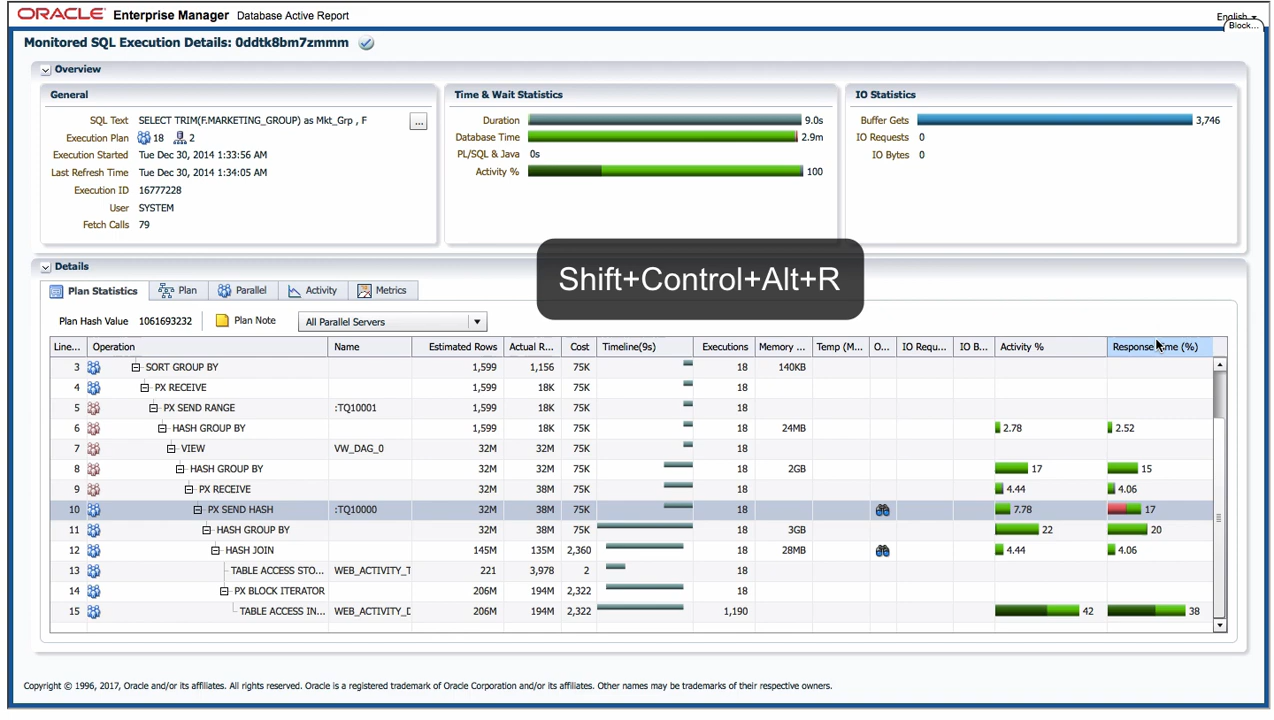 ORACLE Enterprise Manager Database Active Report
English
Block...
Monitored SQL Execution Details: 0ddtk8bm7zmmm
Overview
General
SQL Text SELECT TRIM(F.MARKETING_GROUP) as Mkt_Grp , F ...
Execution Plan 18 2
Execution Started Tue Dec 30, 2014 1:33:56 AM
Last Refresh Time Tue Dec 30, 2014 1:34:05 AM
Execution ID 16777228
User SYSTEM
Fetch Calls 79
Time & Wait Statistics
Duration 9.0s
Database Time 2.9m
PL/SQL & Java 0s
Activity % 100
IO Statistics
Buffer Gets 3,746
IO Requests 0
IO Bytes 0
Shift+Control+Alt+R
Details
Plan Statistics Plan Parallel Activity Metrics
Plan Hash Value 1061693232 Plan Note All Parallel Servers
Line... Operation Name Estimated Rows Actual R... Cost Timeline(9s) Executions Memory ... Temp (M... O... IO Requ... IO B... Activity % Response
me (%)
3 SORT GROUP BY 1,599 1,156 75K 18 140KB
4 PX RECEIVE 1,599 18K 75K 18
5 PX SEND RANGE :TQ10001 1,599 18K 75K 18
6 HASH GROUP BY 1,599 18K 75K 18 24MB 2.78 2.52
7 VIEW VW_DAG_0 32M 32M 75K 18
8 HASH GROUP BY 32M 32M 75K 18 2GB 17 15
9 PX RECEIVE 32M 38M 75K 18 4.44 4.06
10 PX SEND HASH :TQ10000 32M 38M 75K 18 7.78 17
11 HASH GROUP BY 32M 38M 75K 18 3GB 22 20
12 HASH JOIN 145M 135M 2,360 18 28MB 4.44 4.06
13 TABLE ACCESS STO... WEB_ACTIVITY_T 221 3,978 2 18
14 PX BLOCK ITERATOR 206M 194M 2,322 18
15 TABLE ACCESS IN... WEB_ACTIVITY_D 206M 194M 2,322 1,190 42 38
Copyright © 1996, 2017, Oracle and/or its affiliates. All rights reserved. Oracle is a registered trademark of Oracle Corporation and/or its affiliates. Other names may be trademarks of their respective owners.